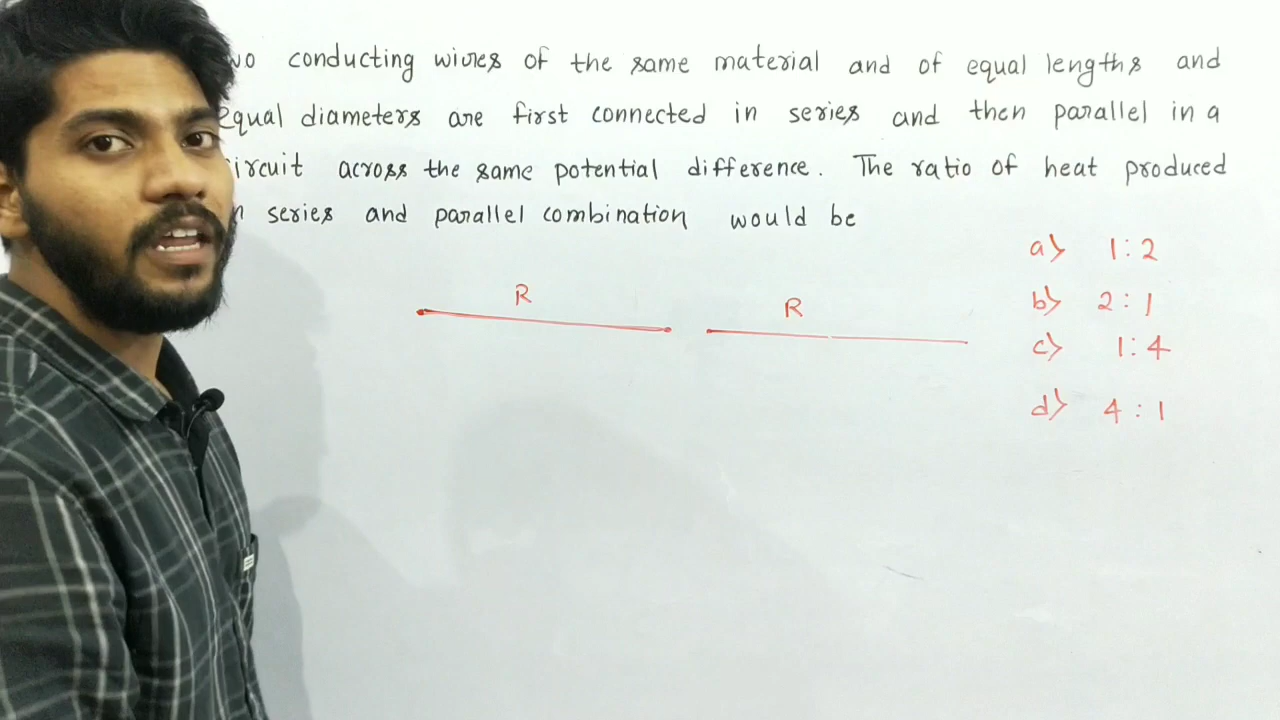 wo conducting wires of the same material and of equal lengths and
equal diameters are first connected in series and then parallel in a
ircuit across the same potential difference. The ratio of heat produced
n series and parallel combination would be
a> 1:2
R R b> 2:1
c> 1:4
d> 4:1